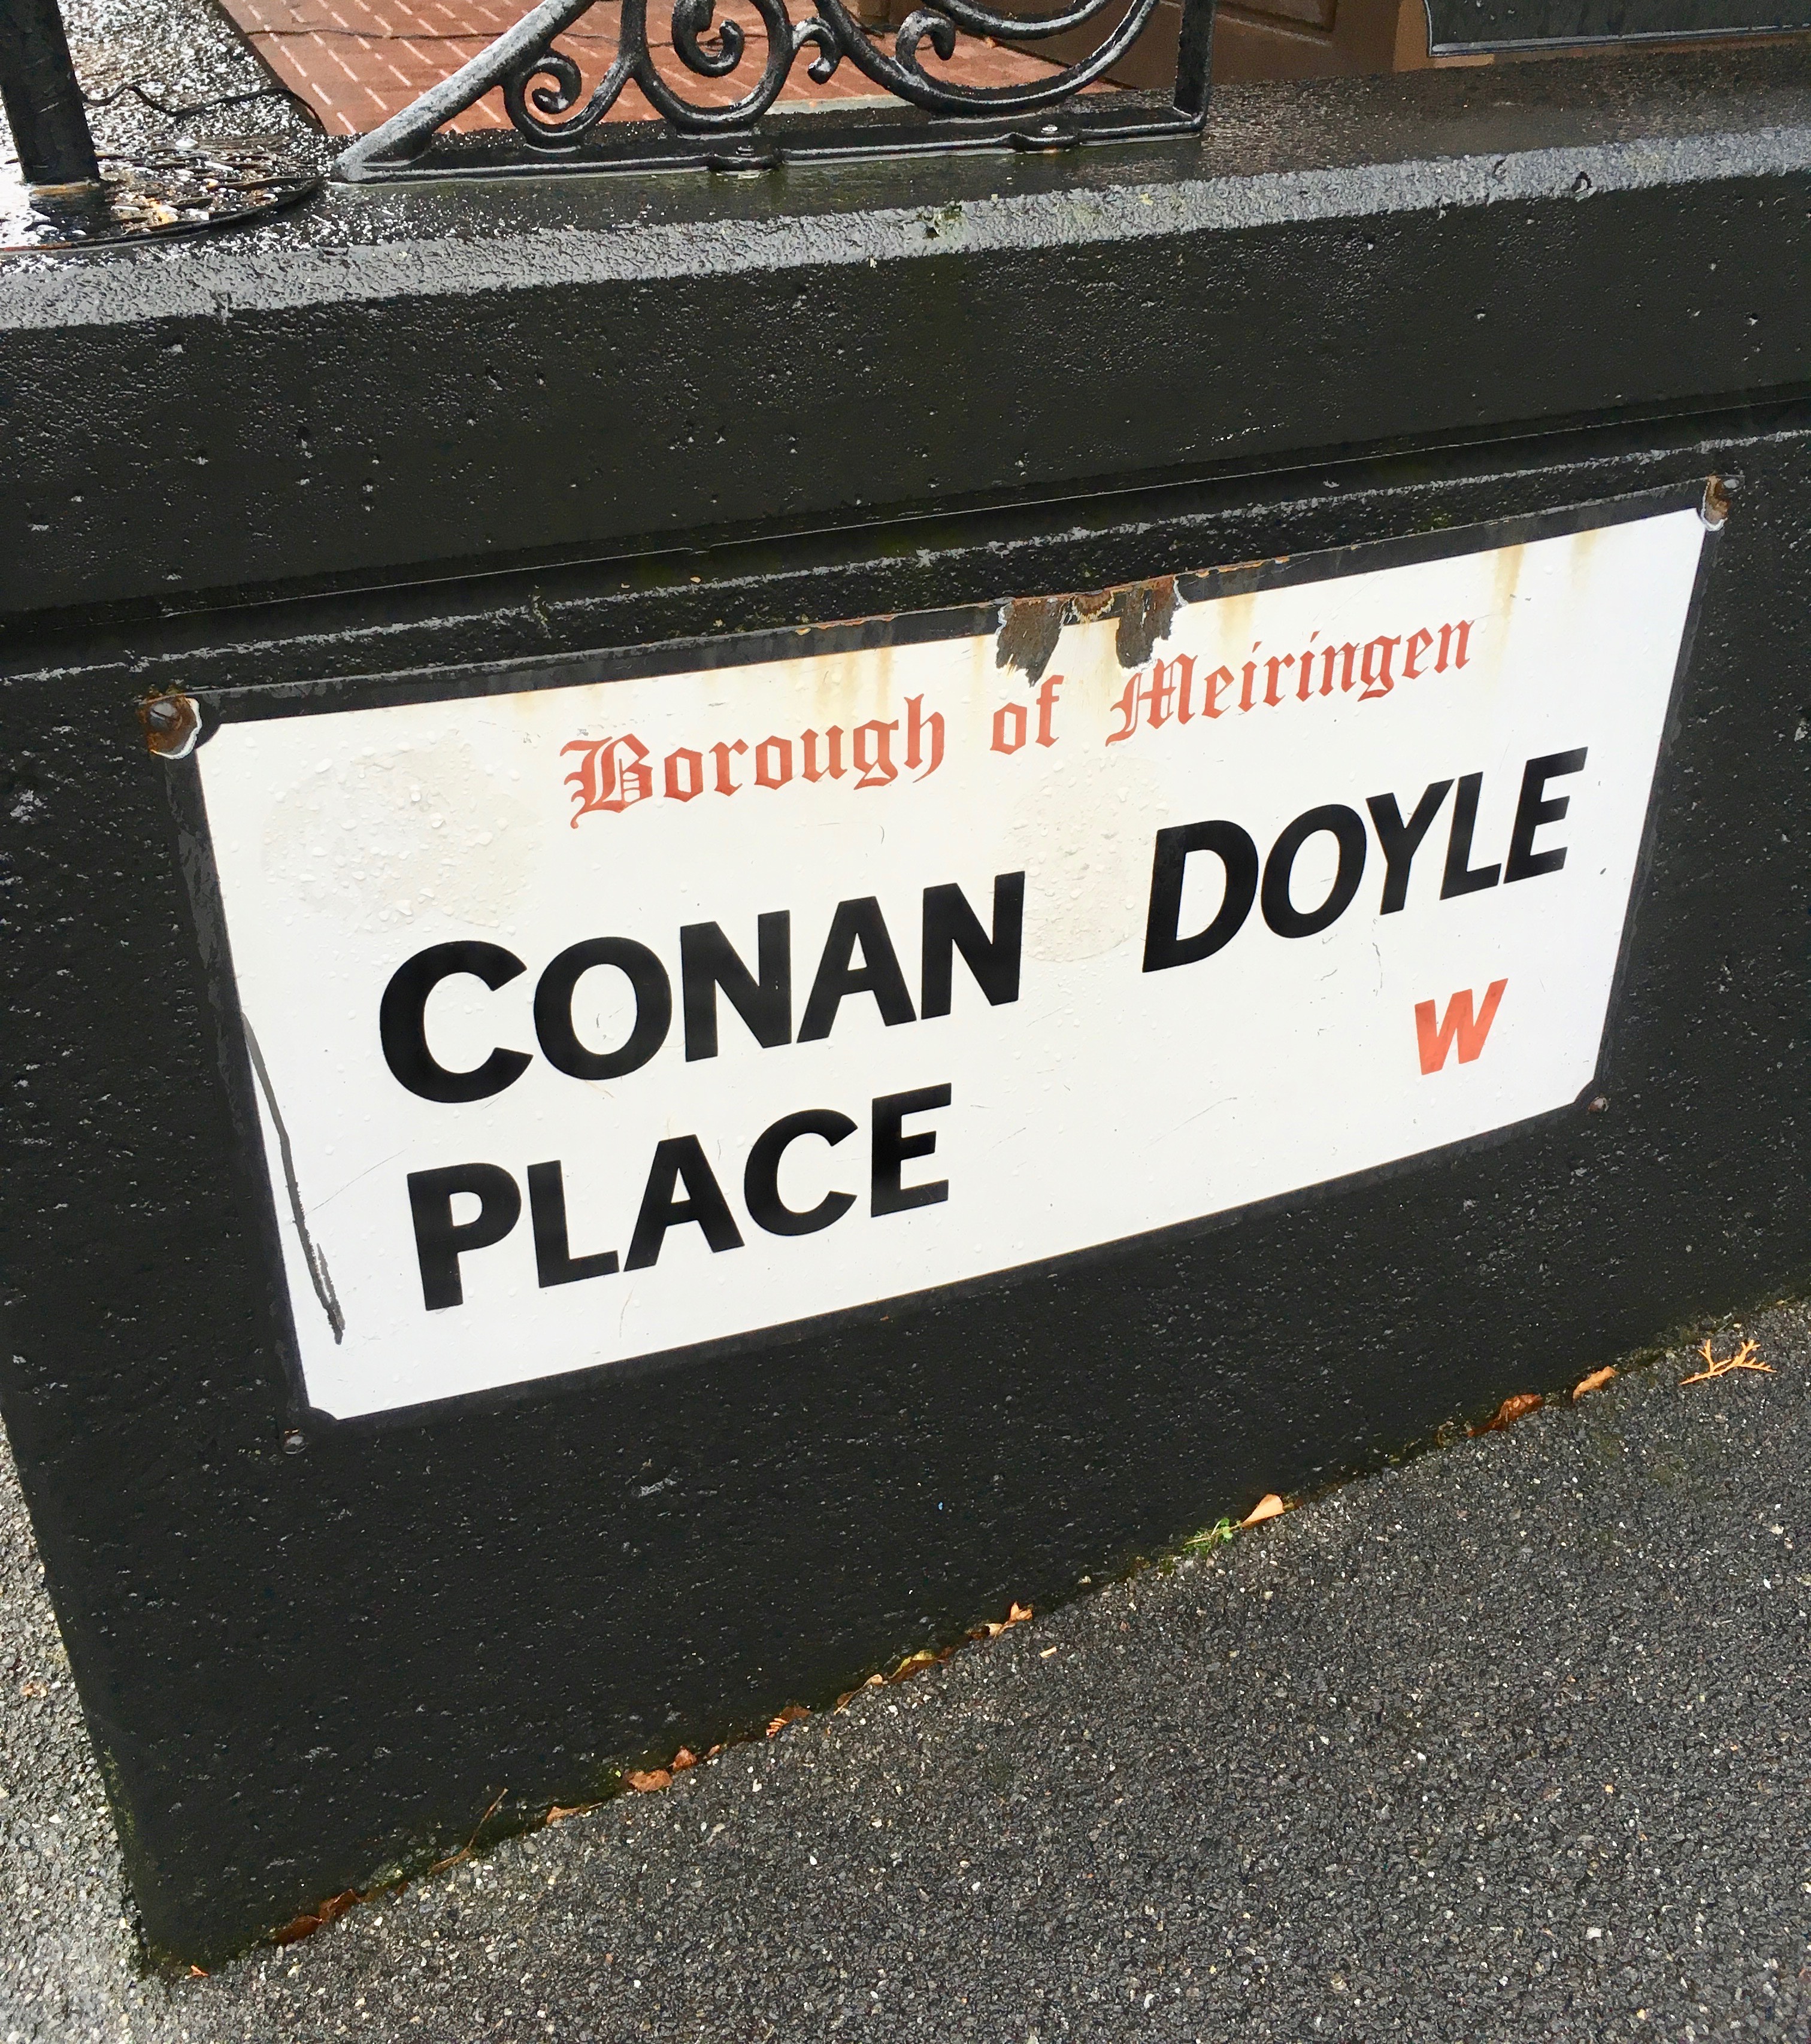 Borough of Meiringen
CONAN DOYLE
PLACE W